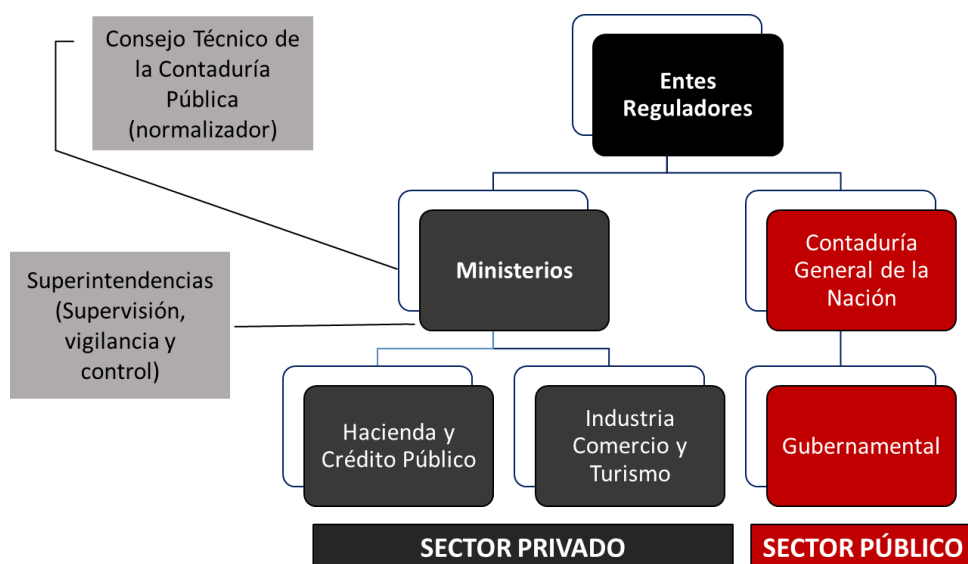 Consejo Técnico de
la Contaduría
Pública
(normalizador)
Entes
Reguladores
Superintendencias
(Supervisión,
vigilancia y
control)
Ministerios
Contaduría
General de la
Nación
Hacienda y
Crédito Público
Industria
Comercio y
Turismo
Gubernamental
SECTOR PRIVADO
SECTOR PÚBLICO